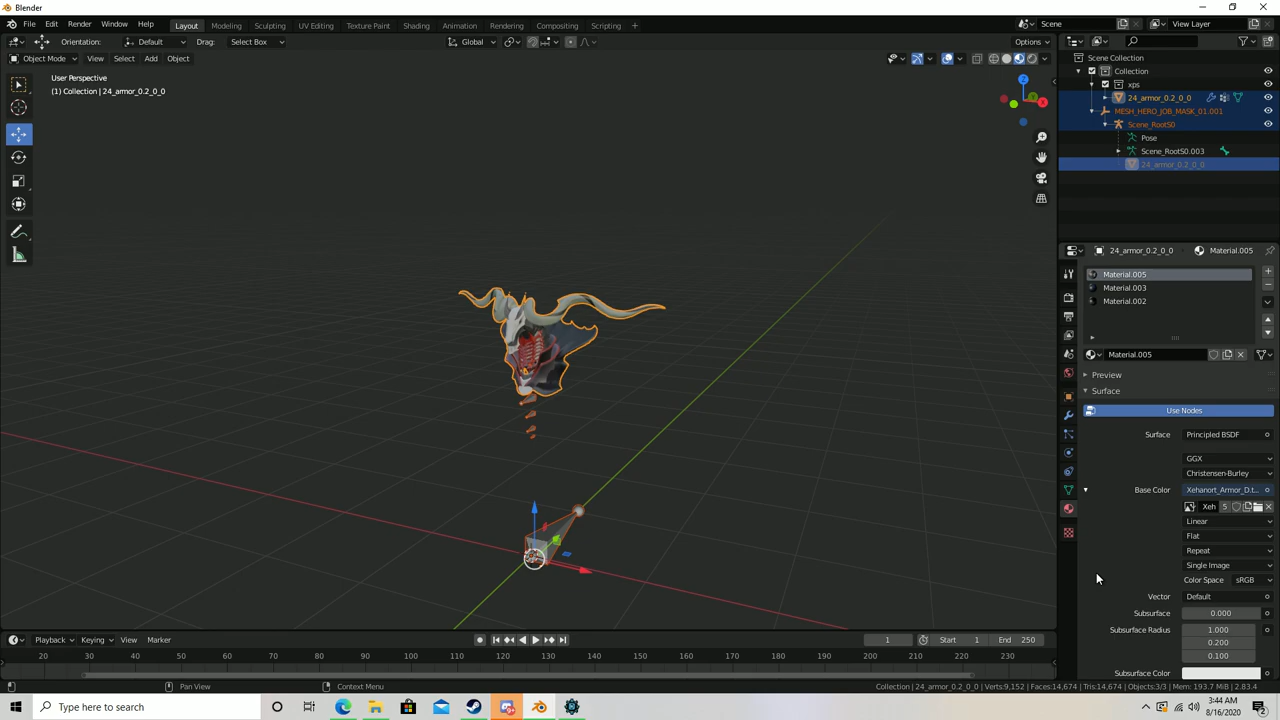 Blender
File Edit Render Window Help Layout Modeling Sculpting UV Editing Texture Paint Shading Animation Rendering Compositing Scripting + Scene View Layer
Orientation: Default Drag: Select Box Global Options
Object Mode View Select Add Object
User Perspective
(1) Collection | 24_armor_0.2_0_0
Z
Y
X
Scene Collection
Collection
xps
24_armor_0.2_0_0
MESH_HERO_JOB_MASK_01.001
Scene_RootS0
Pose
Scene_RootS0.003
24_armor_0.2_0_0
24_armor_0.2_0_0 Material.005
Material.005
Material.003
Material.002
Material.005
Preview
Surface
Use Nodes
Surface Principled BSDF
GGX
Christensen-Burley
Base Color Xehanort_Armor_D.t...
Xeh 5
Linear
Flat
Repeat
Single Image
Color Space sRGB
Vector Default
Subsurface 0.000
Subsurface Radius 1.000
0.200
0.100
Subsurface Color
Playback Keying View Marker 1 Start 1 End 250
20 30 40 50 60 70 80 90 100 110 120 130 140 150 160 170 180 190 200 210 220 230
Pan View Context Menu Collection | 24_armor_0.2_0_0 | Verts:9,152 | Faces:14,674 | Tris:14,674 | Objects:3/3 | Mem: 193.7 MiB | 2.83.4
Type here to search
3:44 AM
8/16/2020
2